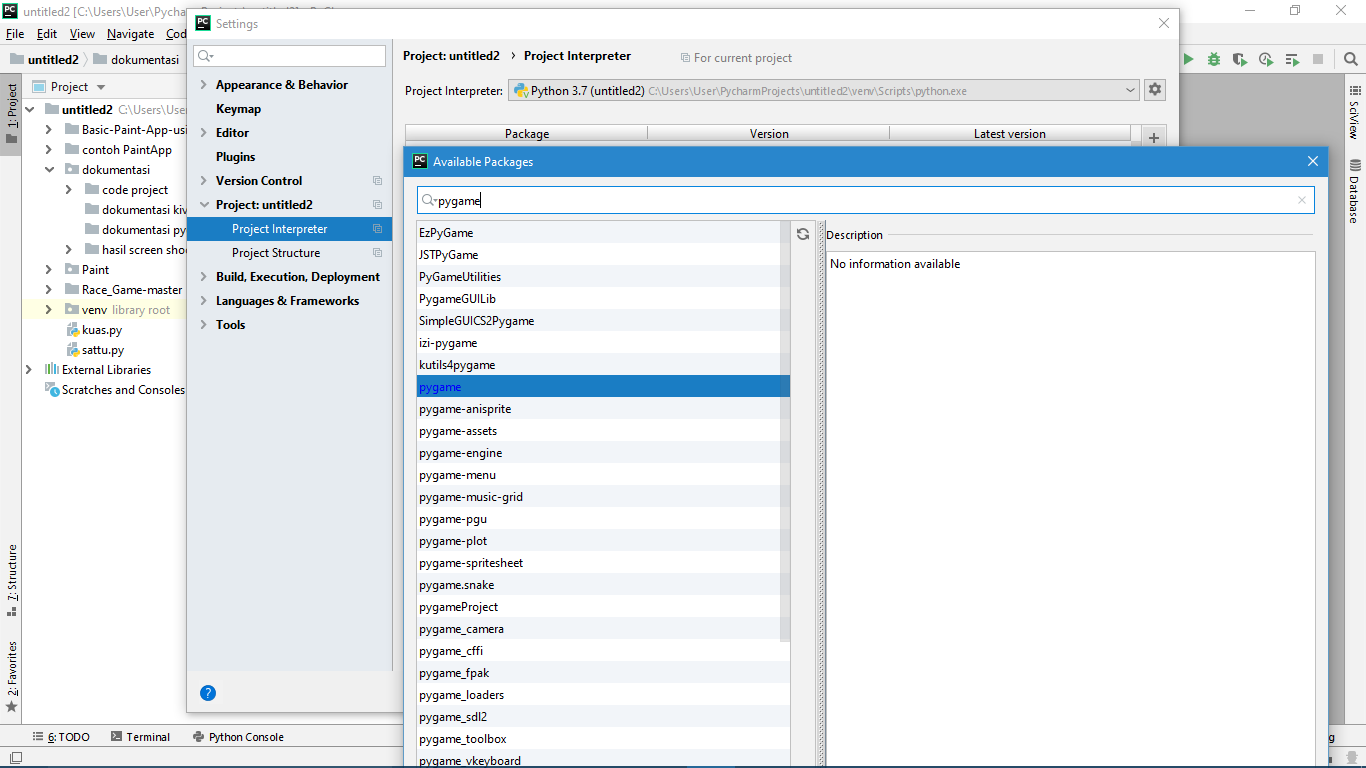 untitled2 [C:\Users\User\Pycharm
Settings
File Edit View Navigate Cod
untitled2 dokumentasi
Project: untitled2 › Project Interpreter For current project
Project Interpreter: Python 3.7 (untitled2) C:\Users\User\PycharmProjects\untitled2\venv\Scripts\python.exe
Package Version Latest version
Appearance & Behavior
Keymap
Editor
Plugins
Version Control
Project: untitled2
Project Interpreter
Project Structure
Build, Execution, Deployment
Languages & Frameworks
Tools
?
1: Project
7: Structure
2: Favorites
Project
untitled2 C:\Users\Use
Basic-Paint-App-usi
contoh PaintApp
dokumentasi
code project
dokumentasi kiv
dokumentasi py
hasil screen shoo
Paint
Race_Game-master
venv library root
kuas.py
sattu.py
External Libraries
Scratches and Consoles
PC Available Packages
pygame
EzPyGame
JSTPyGame
PyGameUtilities
PygameGUILib
SimpleGUICS2Pygame
izi-pygame
kutils4pygame
pygame
pygame-anisprite
pygame-assets
pygame-engine
pygame-menu
pygame-music-grid
pygame-pgu
pygame-plot
pygame-spritesheet
pygame.snake
pygameProject
pygame_camera
pygame_cffi
pygame_fpak
pygame_loaders
pygame_sdl2
pygame_toolbox
pygame_vkeyboard
Description
No information available
SciView
Database
6: TODO Terminal Python Console
g